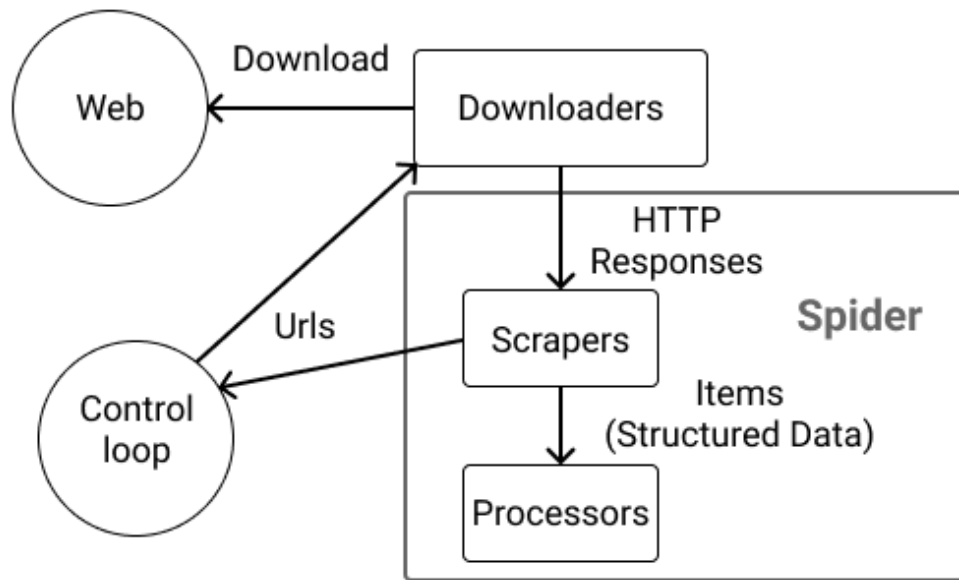 Download
Web
Downloaders
HTTP
Responses
Spider
Urls
Scrapers
Control
loop
Items
(Structured Data)
Processors